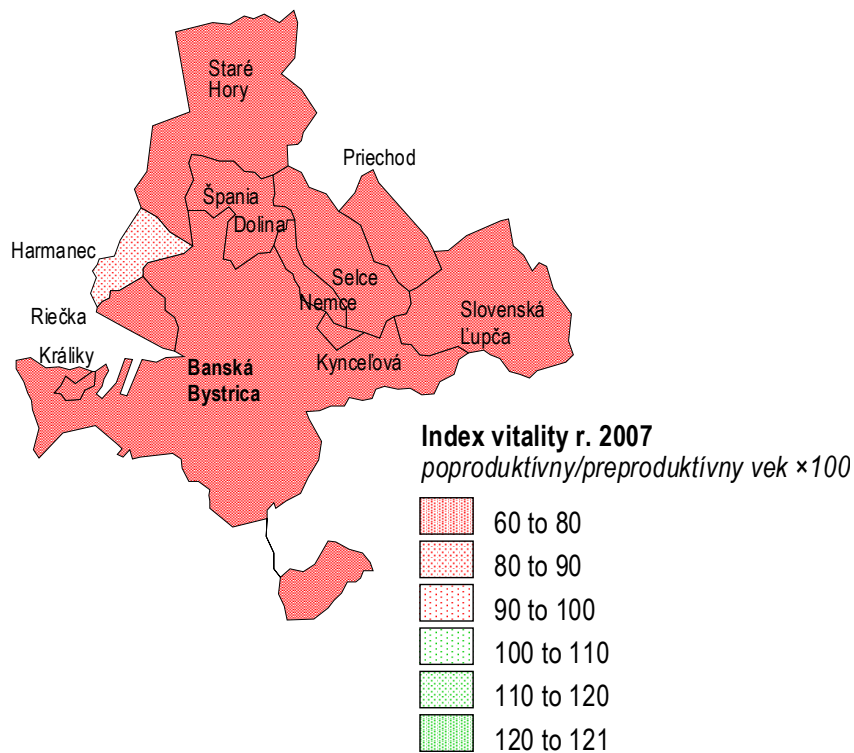 Staré
Hory
Priechod
Špania
Dolina
Harmanec
Selce
Nemce
Slovenská
Ľupča
Riečka
Králiky
Kynceľová
Banská
Bystrica
Index vitality r. 2007
poproduktívny/preproduktívny vek ×100
60 to 80
80 to 90
90 to 100
100 to 110
110 to 120
120 to 121